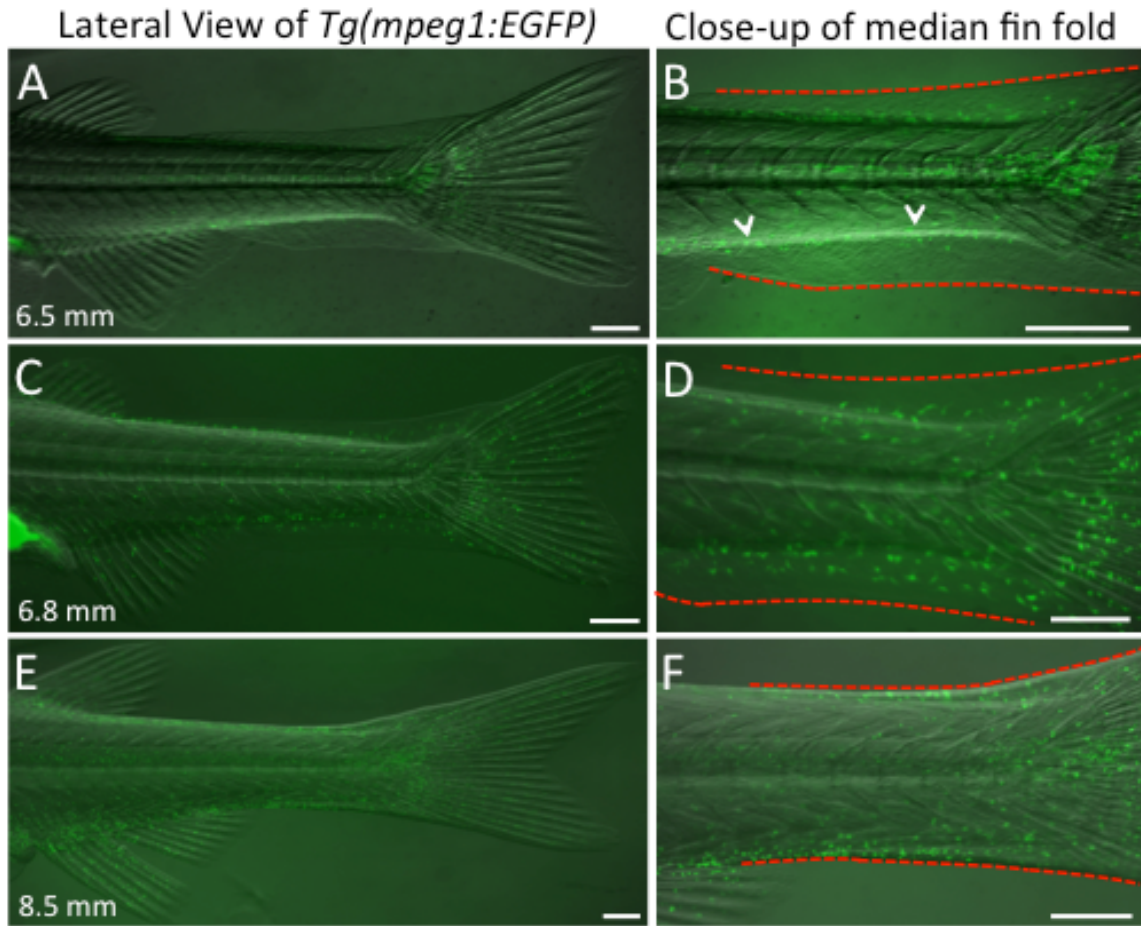 Lateral View of Tg(mpeg1:EGFP)
Close-up of median fin fold
A
B
6.5 mm
C
D
6.8 mm
E
F
8.5 mm